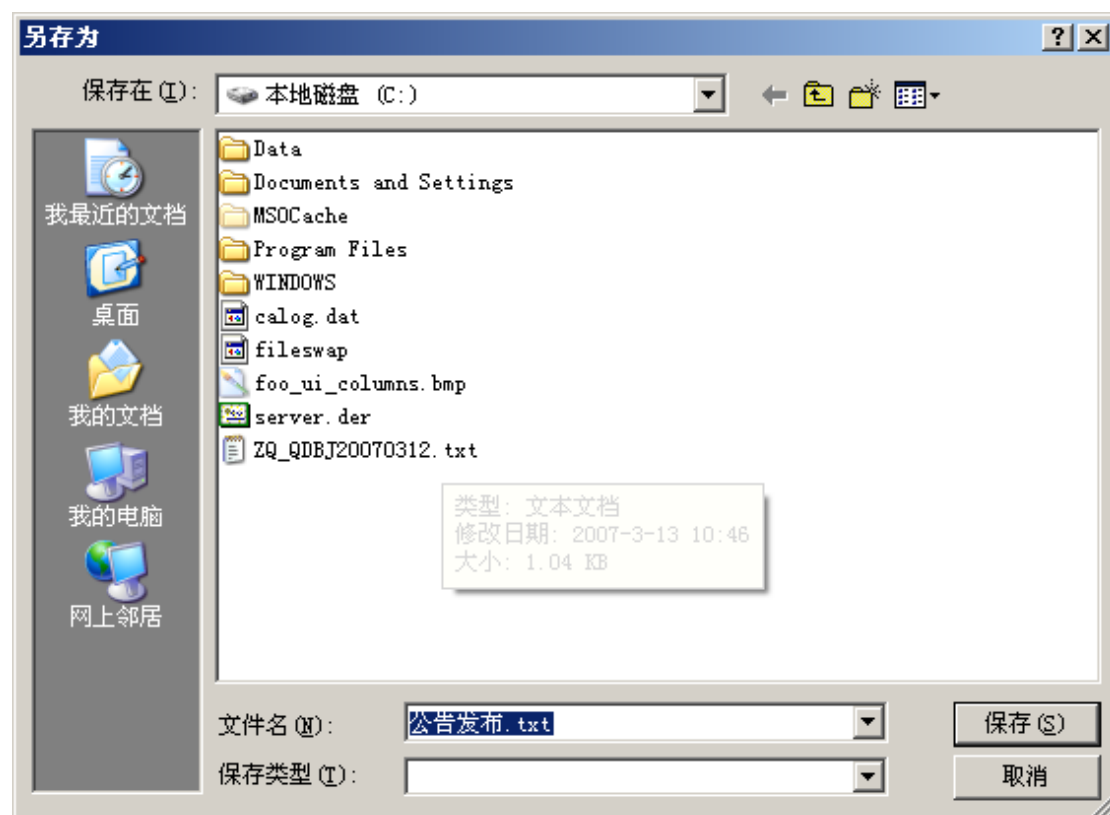 另存为
保存在(I):
本地磁盘 (C:)
我最近的文档
桌面
我的文档
我的电脑
网上邻居
Data
Documents and Settings
MSOCache
Program Files
WINDOWS
calog.dat
fileswap
foo_ui_columns.bmp
server.der
ZQ_QDBJ20070312.txt
类型: 文本文档
修改日期: 2007-3-13 10:46
大小: 1.04 KB
文件名(N):
公告发布.txt
保存(S)
保存类型(T):
取消